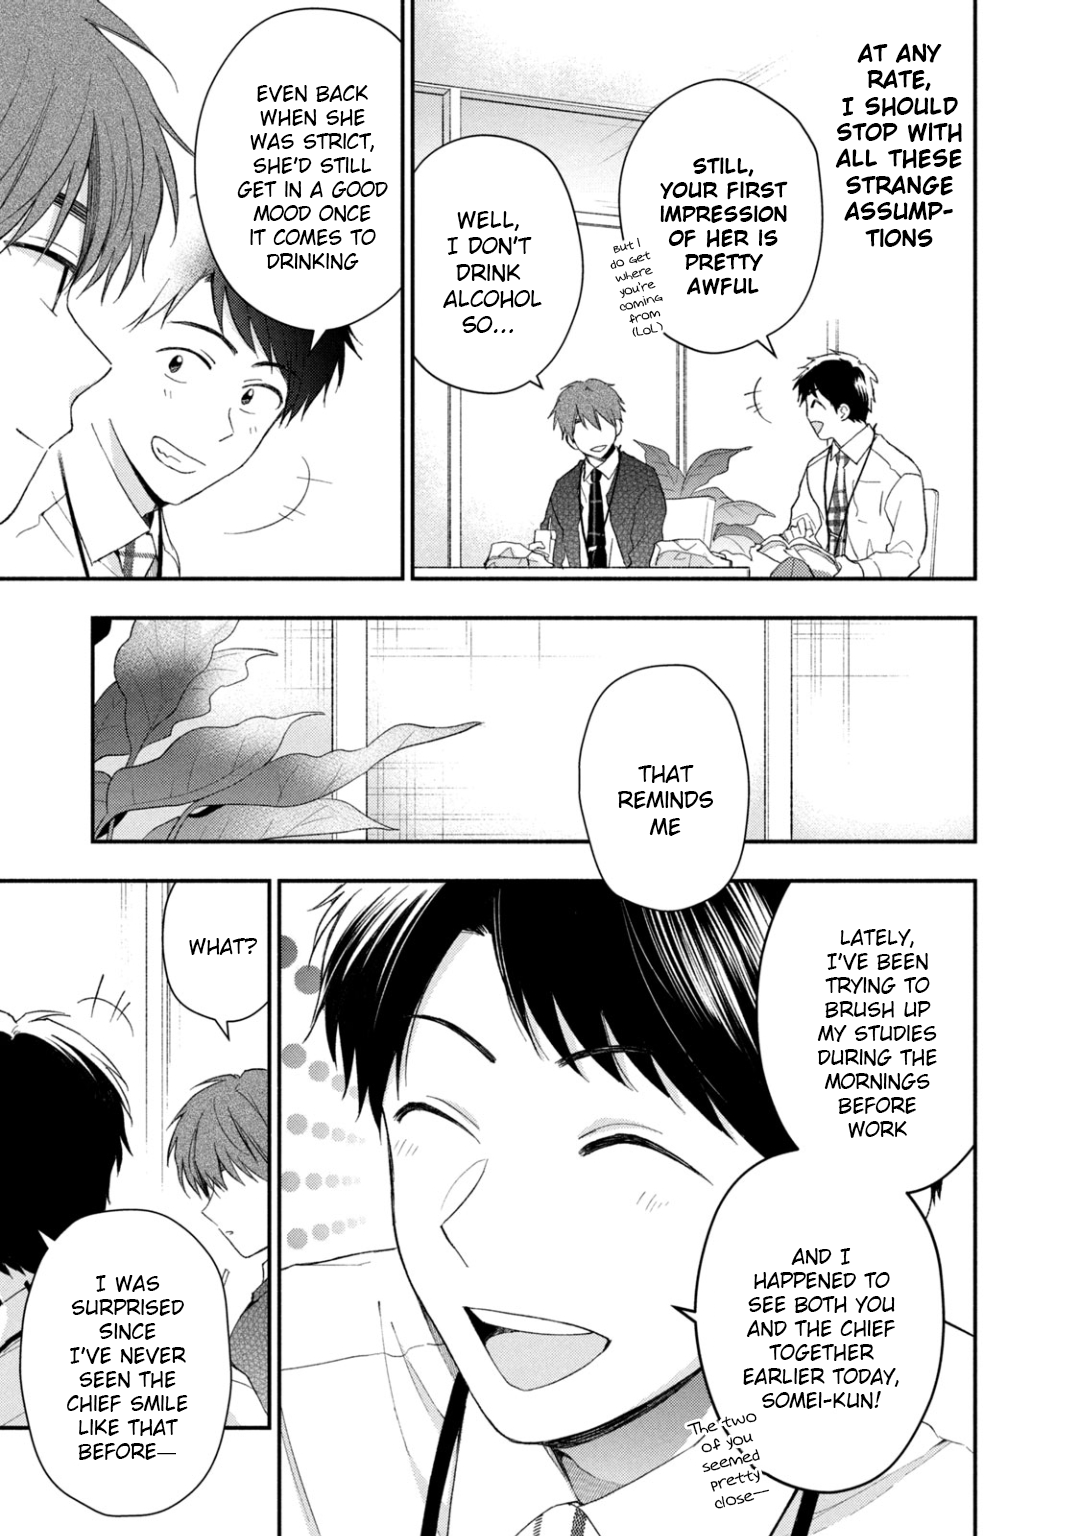 AT ANY
RATE,
I SHOULD
STOP WITH
ALL THESE
STRANGE
ASSUMP-
TIONS
STILL,
YOUR FIRST
IMPRESSION
OF HER IS
PRETTY
AWFUL
But I
do get
where
you're
coming
from
(LoL)
WELL,
I DON'T
DRINK
ALCOHOL
SO...
EVEN BACK
WHEN SHE
WAS STRICT,
SHE'D STILL
GET IN A GOOD
MOOD ONCE
IT COMES TO
DRINKING
THAT
REMINDS
ME
LATELY,
I'VE BEEN
TRYING TO
BRUSH UP
MY STUDIES
DURING THE
MORNINGS
BEFORE
WORK
AND I
HAPPENED TO
SEE BOTH YOU
AND THE CHIEF
TOGETHER
EARLIER TODAY,
SOMEI-KUN!
The two
of you
seemed
pretty
close—
WHAT?
I WAS
SURPRISED
SINCE
I'VE NEVER
SEEN THE
CHIEF SMILE
LIKE THAT
BEFORE—